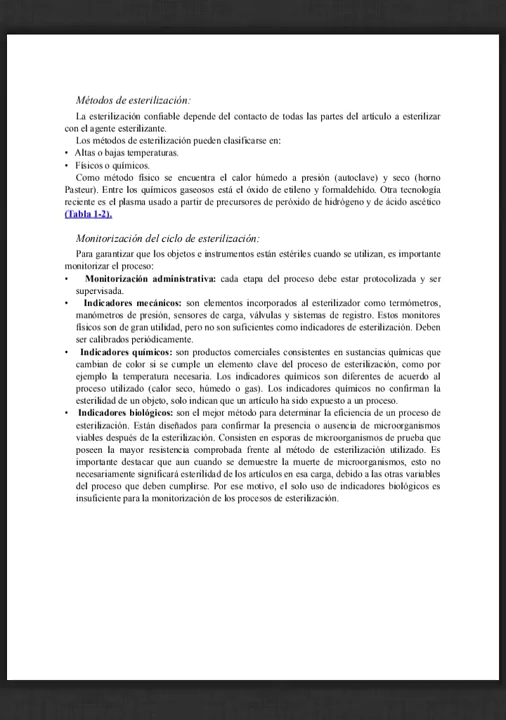 Métodos de esterilización:
La esterilización confiable depende del contacto de todas las partes del artículo a esterilizar
con el agente esterilizante.
Los métodos de esterilización pueden clasificarse en:
• Altas o bajas temperaturas.
• Físicos o químicos.
Como método físico se encuentra el calor húmedo a presión (autoclave) y seco (horno
Pasteur). Entre los químicos gaseosos está el óxido de etileno y formaldehído. Otra tecnología
reciente es el plasma usado a partir de precursores de peróxido de hidrógeno y de ácido ascético
(Tabla 1-2).
Monitorización del ciclo de esterilización:
Para garantizar que los objetos e instrumentos están estériles cuando se utilizan, es importante
monitorizar el proceso:
• Monitorización administrativa: cada etapa del proceso debe estar protocolizada y ser
supervisada.
• Indicadores mecánicos: son elementos incorporados al esterilizador como termómetros,
manómetros de presión, sensores de carga, válvulas y sistemas de registro. Estos monitores
físicos son de gran utilidad, pero no son suficientes como indicadores de esterilización. Deben
ser calibrados periódicamente.
• Indicadores químicos: son productos comerciales consistentes en sustancias químicas que
cambian de color si se cumple un elemento clave del proceso de esterilización, como por
ejemplo la temperatura necesaria. Los indicadores químicos son diferentes de acuerdo al
proceso utilizado (calor seco, húmedo o gas). Los indicadores químicos no confirman la
esterilidad de un objeto, solo indican que un artículo ha sido expuesto a un proceso.
• Indicadores biológicos: son el mejor método para determinar la eficiencia de un proceso de
esterilización. Están diseñados para confirmar la presencia o ausencia de microorganismos
viables después de la esterilización. Consisten en esporas de microorganismos de prueba que
poseen la mayor resistencia comprobada frente al método de esterilización utilizado. Es
importante destacar que aun cuando se demuestre la muerte de microorganismos, esto no
necesariamente significará esterilidad de los artículos en esa carga, debido a las otras variables
del proceso que deben cumplirse. Por ese motivo, el solo uso de indicadores biológicos es
insuficiente para la monitorización de los procesos de esterilización.